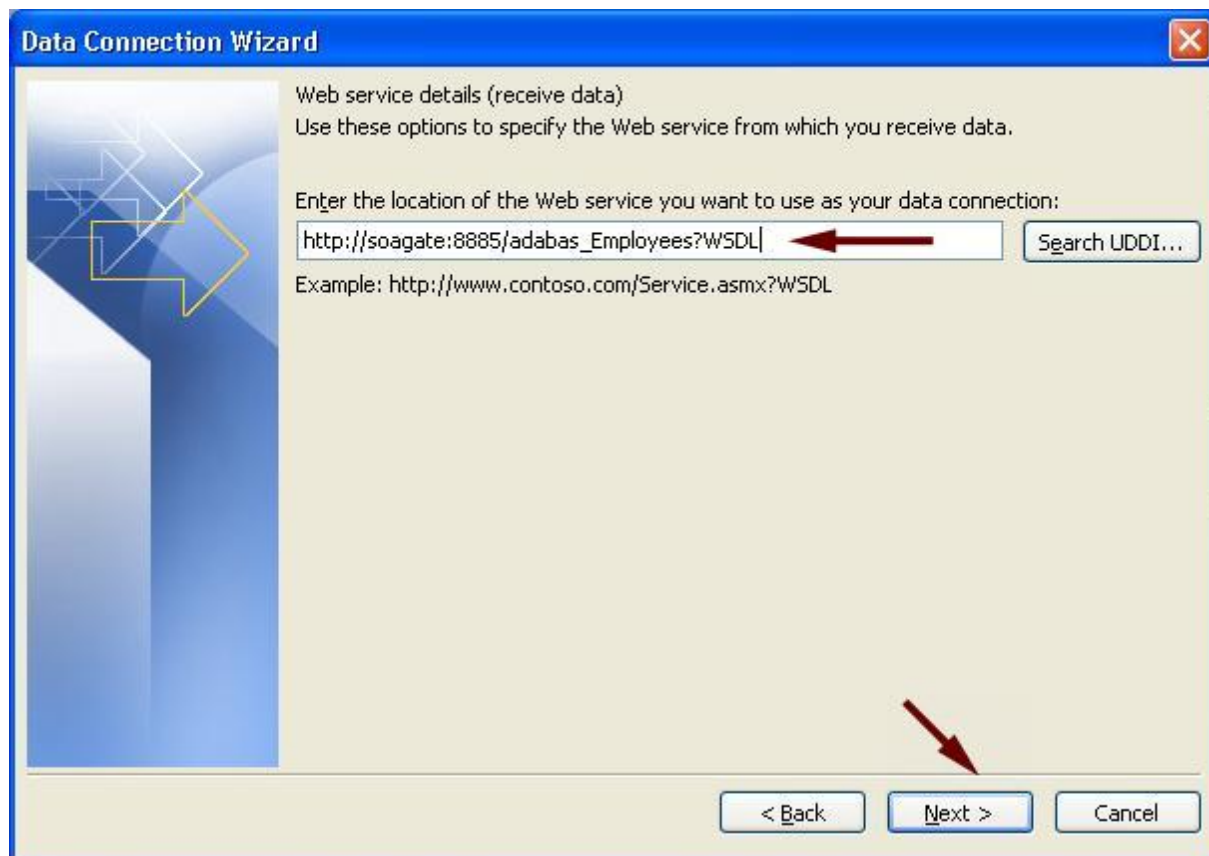 Data Connection Wizard
Web service details (receive data)
Use these options to specify the Web service from which you receive data.
Enter the location of the Web service you want to use as your data connection:
http://soagate:8885/adabas_Employees?WSDL
Search UDDI...
Example: http://www.contoso.com/Service.asmx?WSDL
< Back
Next >
Cancel